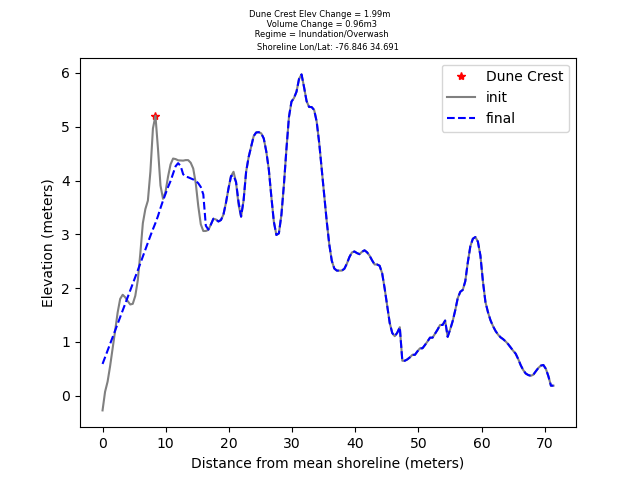 Dune Crest Elev Change = 1.99m
Volume Change = 0.96m3
Regime = Inundation/Overwash
Shoreline Lon/Lat: -76.846 34.691
Dune Crest
init
final
Elevation (meters)
6
5
4
3
2
1
0
0 10 20 30 40 50 60 70
Distance from mean shoreline (meters)